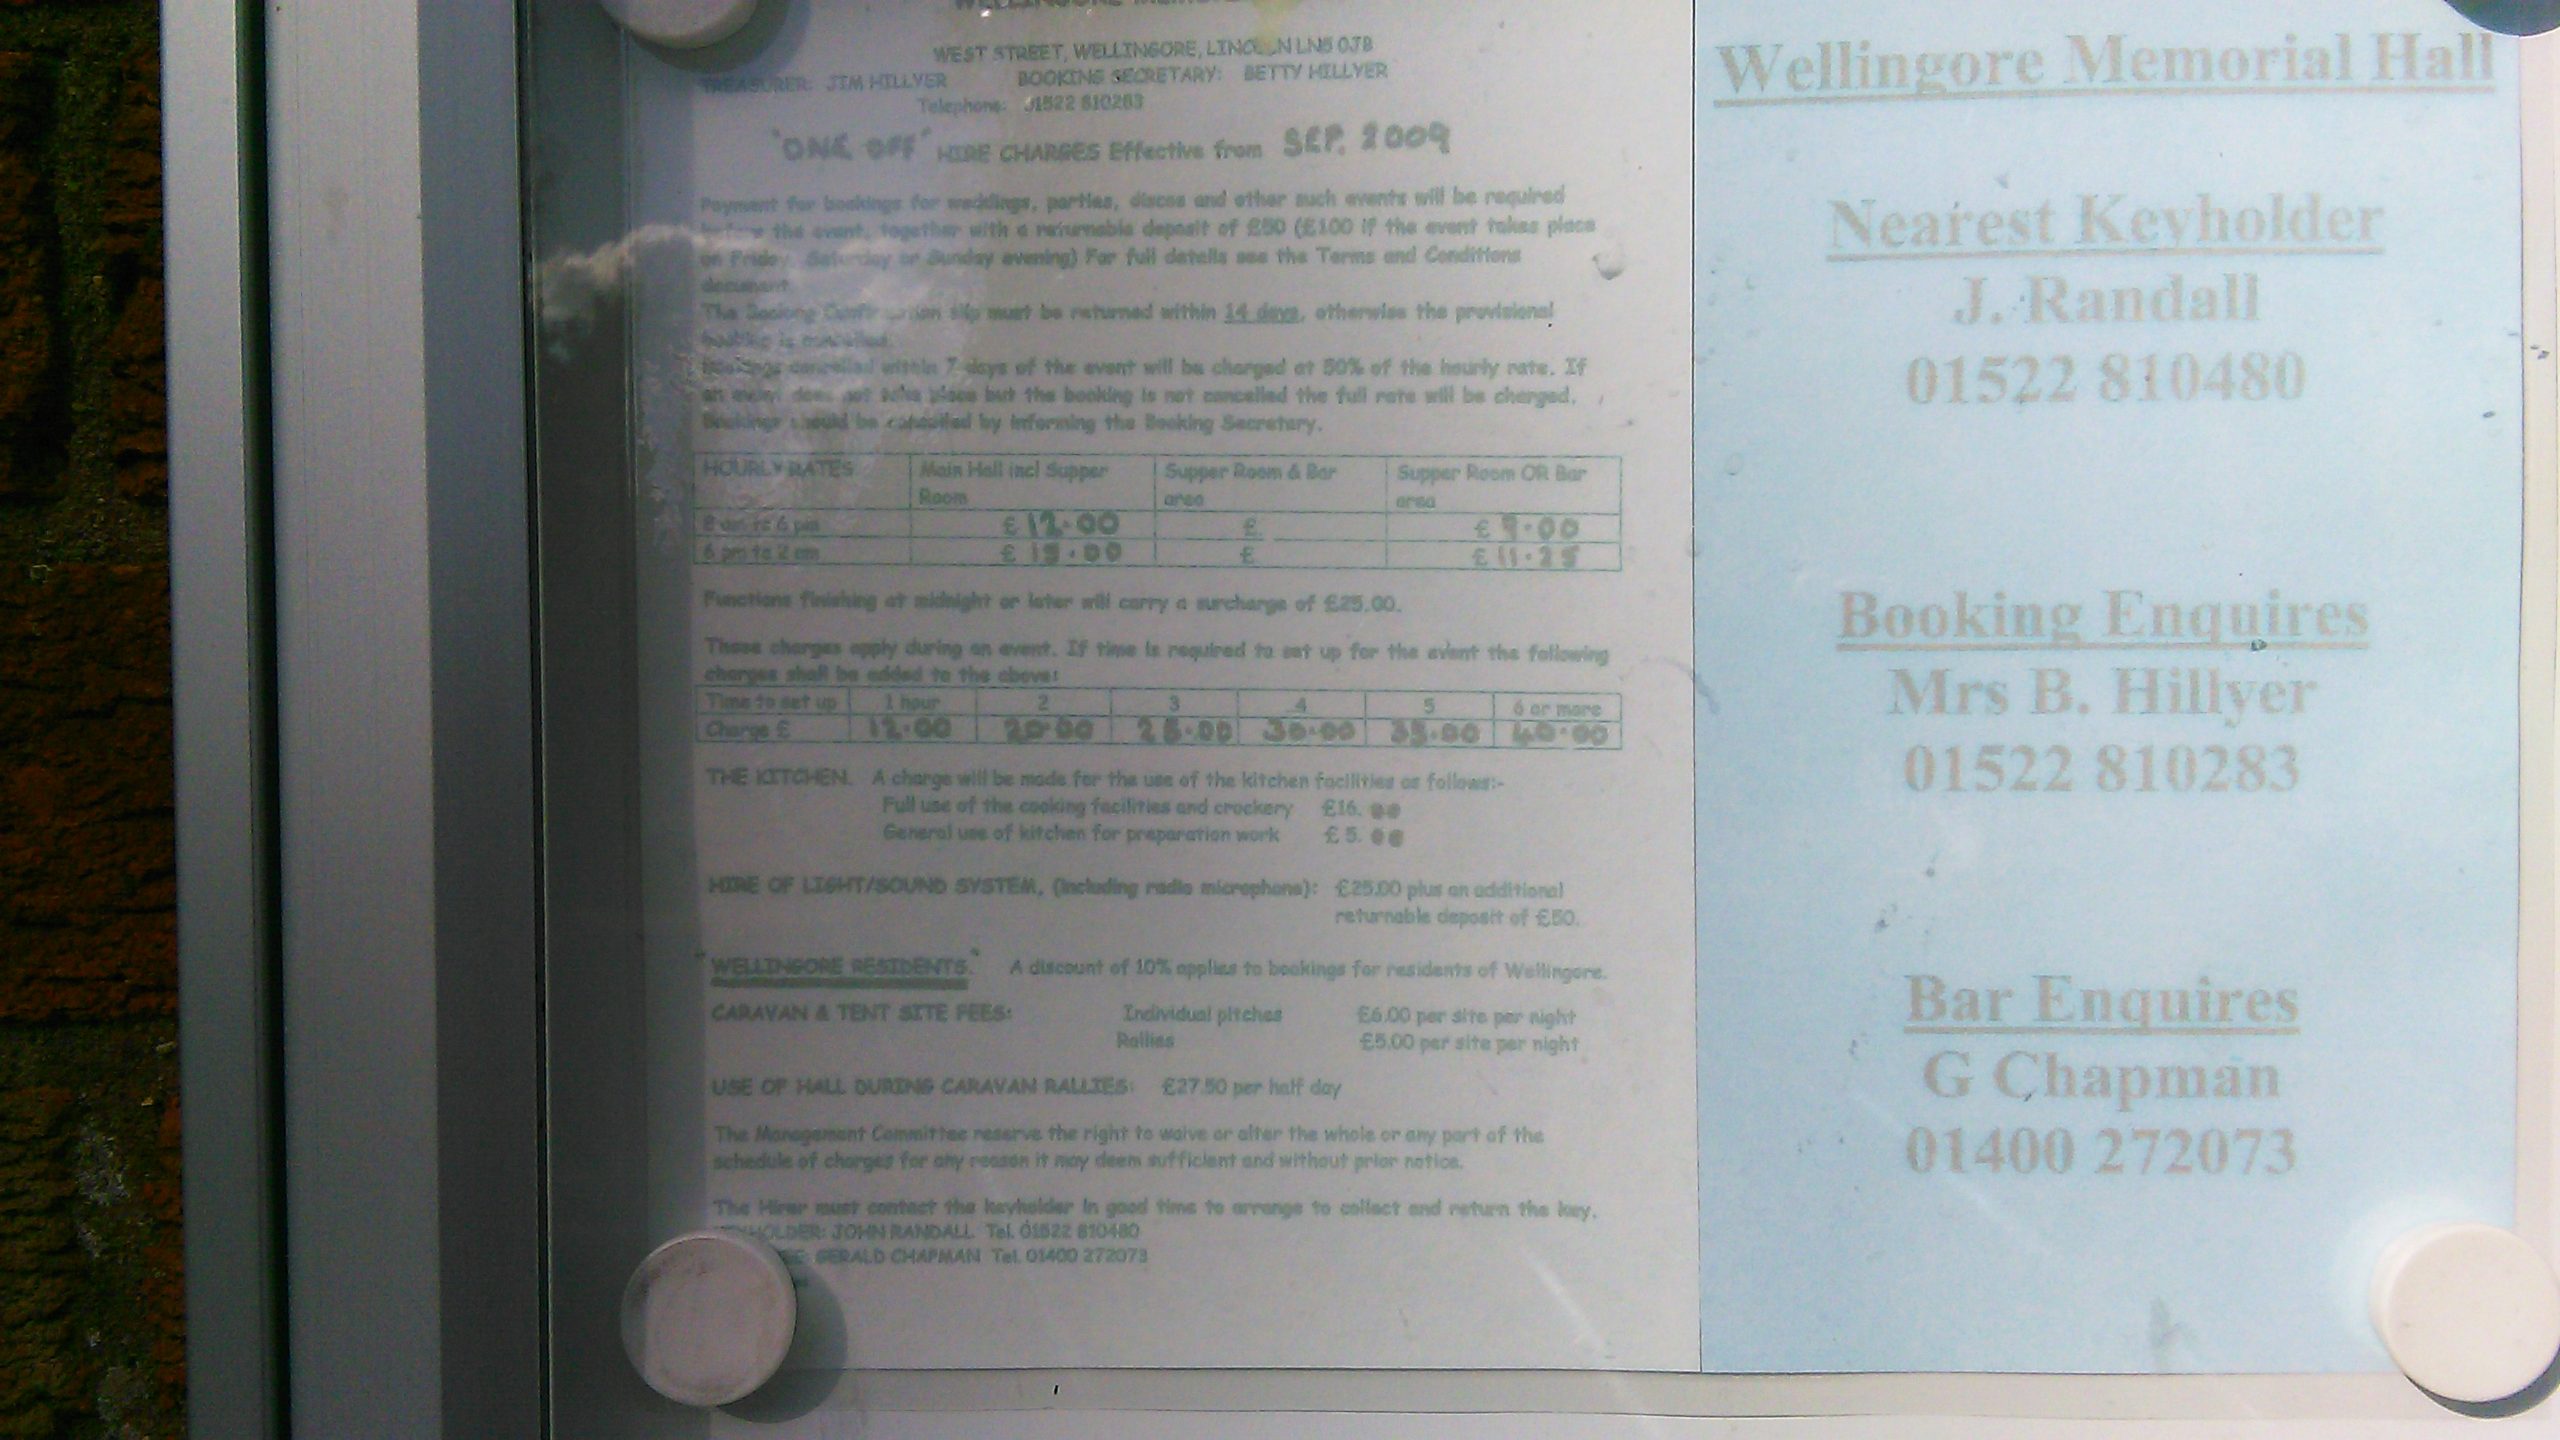 WELLINGORE
WEST STREET, WELLINGORE, LINCOLN LN5 0JB
TREASURER: JIM HILLYER BOOKING SECRETARY: BETTY HILLYER
Telephone: 01522 810283
"ONE OFF" HIRE CHARGES Effective from SEP. 2009
Payment for bookings for weddings, parties, discos and other such events will be required
before the event, together with a returnable deposit of £50 (£100 if the event takes place
on Friday, Saturday or Sunday evening) For full details see the Terms and Conditions
document.
The Booking Confirmation slip must be returned within 14 days, otherwise the provisional
booking is cancelled.
Bookings cancelled within 7 days of the event will be charged at 50% of the hourly rate. If
an event does not take place but the booking is not cancelled the full rate will be charged.
Bookings should be cancelled by informing the Booking Secretary.
HOURLY RATES Main Hall incl Supper Room Supper Room & Bar area Supper Room OR Bar area
8 am to 6 pm £ 12.00 £ £ 9.00
6 pm to 2 am £ 15.00 £ £ 11.25
Functions finishing at midnight or later will carry a surcharge of £25.00.
These charges apply during an event. If time is required to set up for the event the following
charges shall be added to the above:
Time to set up 1 hour 2 3 4 5 6 or more
Charge £ 12.00 20.00 25.00 30.00 35.00 40.00
THE KITCHEN. A charge will be made for the use of the kitchen facilities as follows:-
Full use of the cooking facilities and crockery £16.00
General use of kitchen for preparation work £ 5.00
HIRE OF LIGHT/SOUND SYSTEM, (including radio microphone): £25.00 plus an additional
returnable deposit of £50.
"WELLINGORE RESIDENTS." A discount of 10% applies to bookings for residents of Wellingore.
CARAVAN & TENT SITE FEES: Individual pitches £6.00 per site per night
Rallies £5.00 per site per night
USE OF HALL DURING CARAVAN RALLIES: £27.50 per half day
The Management Committee reserve the right to waive or alter the whole or any part of the
schedule of charges for any reason it may deem sufficient and without prior notice.
The Hirer must contact the keyholder in good time to arrange to collect and return the key.
KEYHOLDER: JOHN RANDALL Tel. 01522 810480
GERALD CHAPMAN Tel. 01400 272073
Wellingore Memorial Hall
Nearest Keyholder
J. Randall
01522 810480
Booking Enquires
Mrs B. Hillyer
01522 810283
Bar Enquires
G Chapman
01400 272073